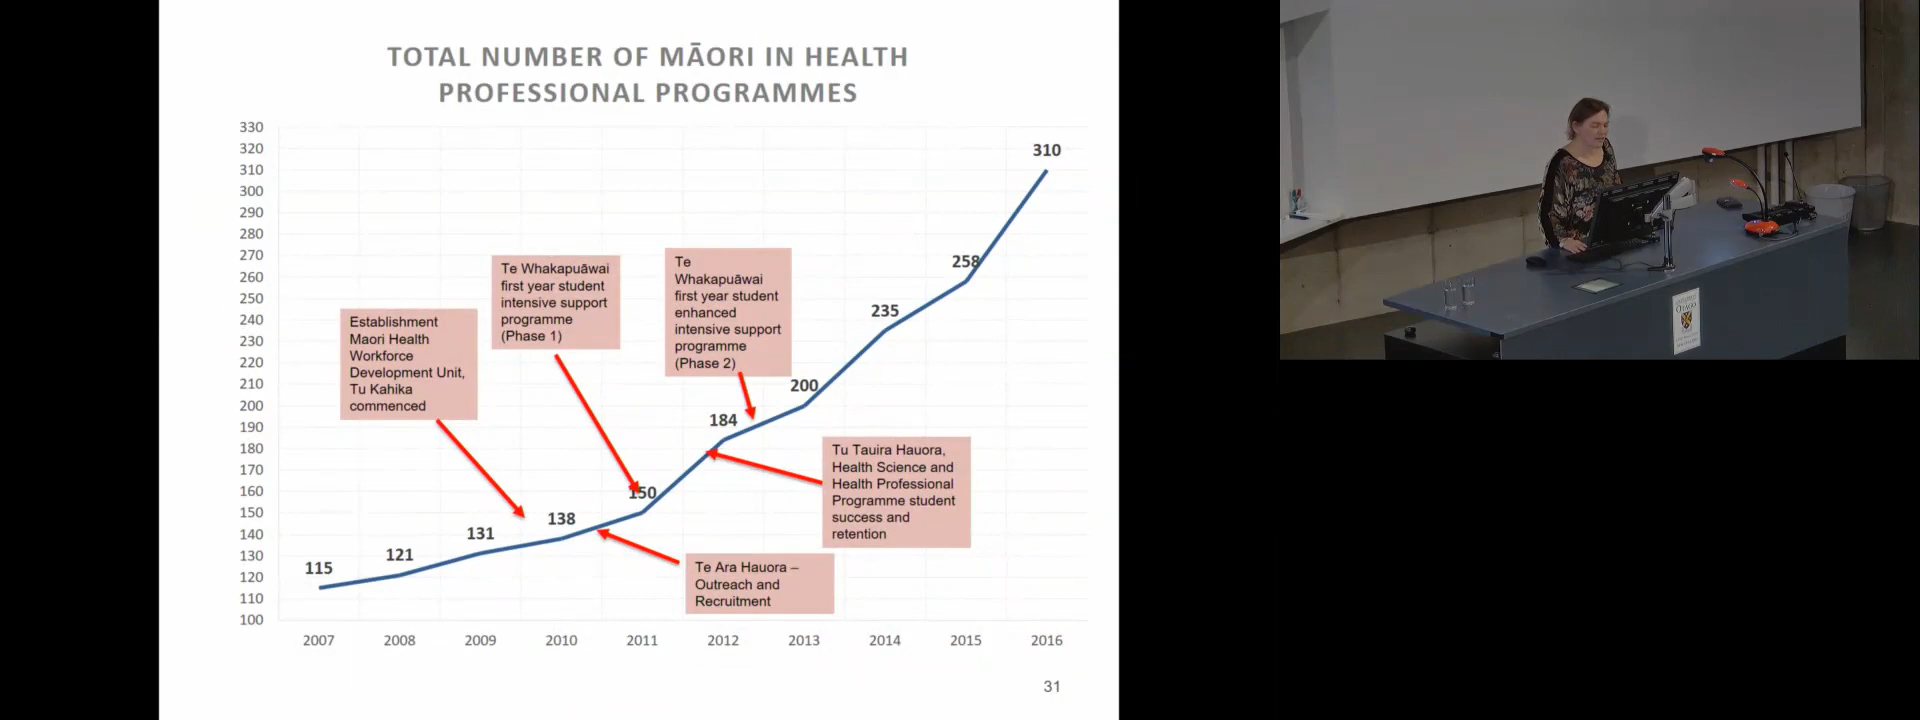 TOTAL NUMBER OF MĀORI IN HEALTH
PROFESSIONAL PROGRAMMES
330
320
310
300
290
280
270
260
250
240
230
220
210
200
190
180
170
160
150
140
130
120
110
100
2007
2008
2009
2010
2011
2012
2013
2014
2015
2016
115
121
131
138
150
184
200
235
258
310
Establishment
Maori Health
Workforce
Development Unit,
Tu Kahika
commenced
Te Whakapuāwai
first year student
intensive support
programme
(Phase 1)
Te
Whakapuāwai
first year student
enhanced
intensive support
programme
(Phase 2)
Tu Tauira Hauora,
Health Science and
Health Professional
Programme student
success and
retention
Te Ara Hauora –
Outreach and
Recruitment
31
OTAGO